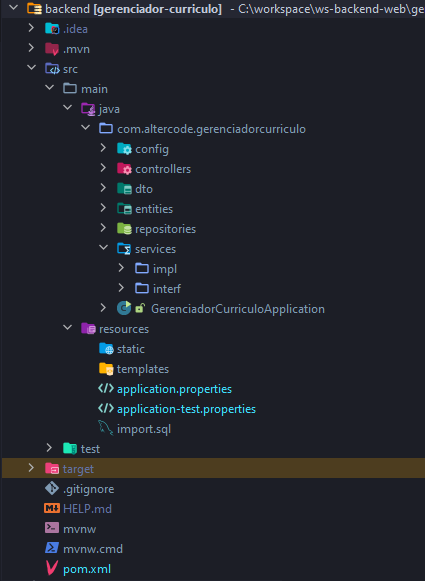 backend [gerenciador-curriculo] - C:\workspace\ws-backend-web\ge
.idea
.mvn
src
main
java
com.altercode.gerenciadorcurriculo
config
controllers
dto
entities
repositories
services
impl
interf
GerenciadorCurriculoApplication
resources
static
templates
application.properties
application-test.properties
import.sql
test
target
.gitignore
HELP.md
mvnw
mvnw.cmd
pom.xml